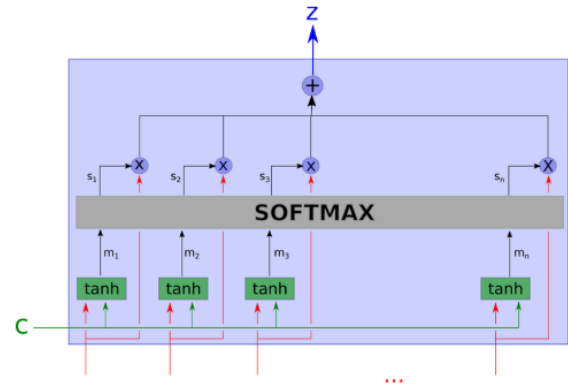 Z
+
s1 x s2 x s3 x sn x
SOFTMAX
m1 m2 m3 mn
tanh tanh tanh tanh
C
...